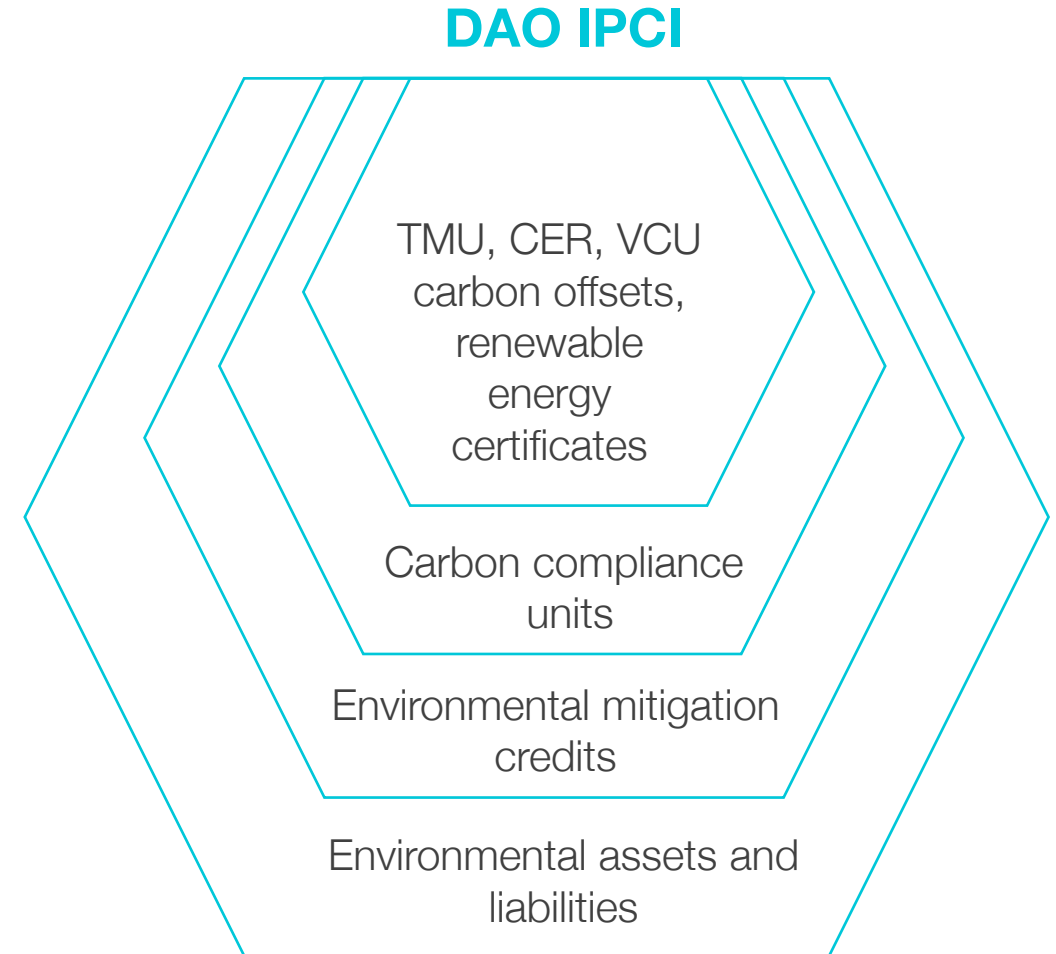 DAO IPCI
TMU, CER, VCU
carbon offsets,
renewable
energy
certificates
Carbon compliance
units
Environmental mitigation
credits
Environmental assets and
liabilities